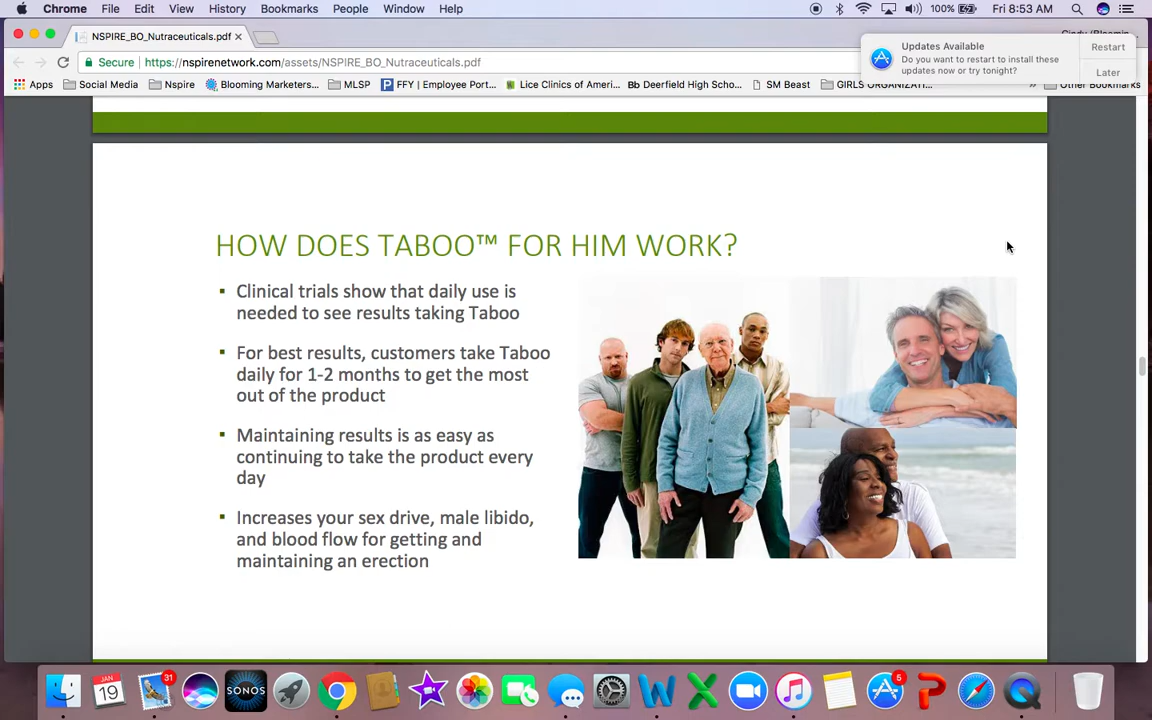 Chrome File Edit View History Bookmarks People Window Help 100% Fri 8:53 AM
NSPIRE_BO_Nutraceuticals.pdf
Secure https://nspirenetwork.com/assets/NSPIRE_BO_Nutraceuticals.pdf
Updates Available
Do you want to restart to install these
updates now or try tonight?
Restart
Later
Apps Social Media Nspire Blooming Marketers... MLSP FFY | Employee Port... Lice Clinics of Ameri... Bb Deerfield High Scho... SM Beast Other Bookmarks
HOW DOES TABOO™ FOR HIM WORK?
Clinical trials show that daily use is
needed to see results taking Taboo
For best results, customers take Taboo
daily for 1-2 months to get the most
out of the product
Maintaining results is as easy as
continuing to take the product every
day
Increases your sex drive, male libido,
and blood flow for getting and
maintaining an erection
JAN
19
31
SONOS
5